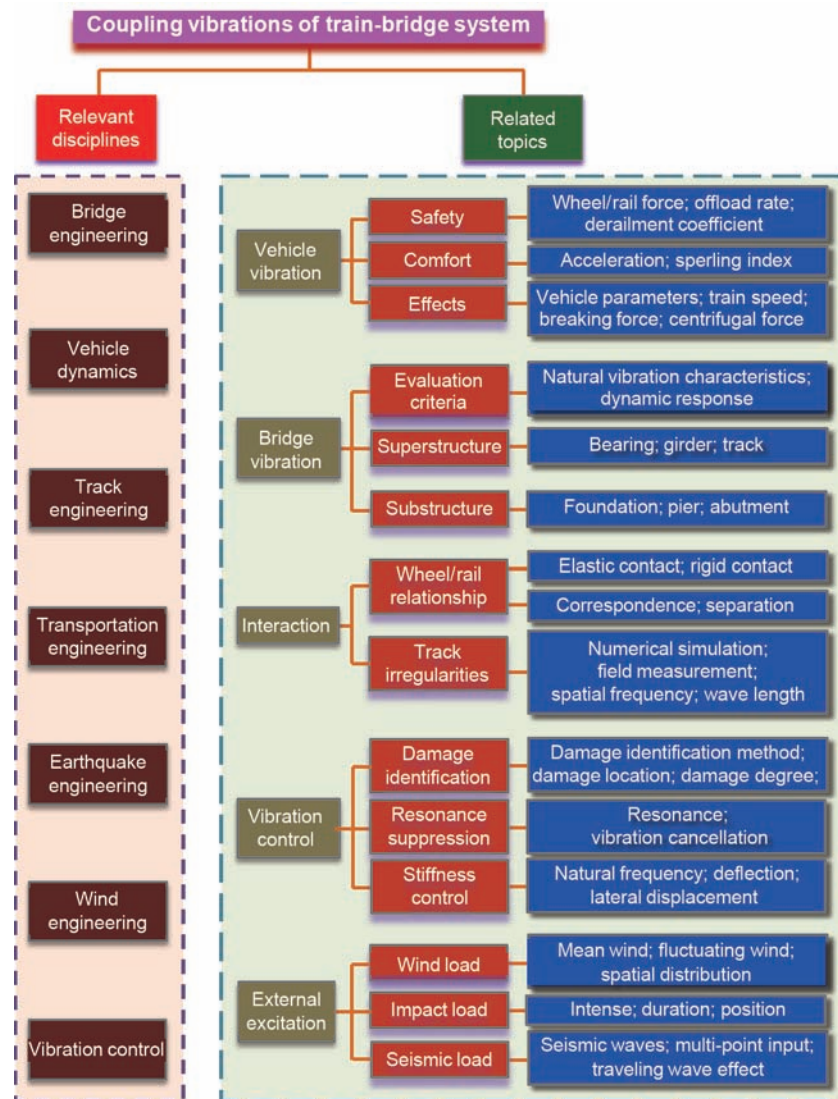 Coupling vibrations of train-bridge system
Relevant
disciplines
Related
topics
Bridge
engineering
Vehicle
dynamics
Track
engineering
Transportation
engineering
Earthquake
engineering
Wind
engineering
Vibration control
Vehicle
vibration
Safety
Wheel/rail force; offload rate;
derailment coefficient
Comfort
Acceleration; sperling index
Effects
Vehicle parameters; train speed;
breaking force; centrifugal force
Bridge
vibration
Evaluation
criteria
Natural vibration characteristics;
dynamic response
Superstructure
Bearing; girder; track
Substructure
Foundation; pier; abutment
Interaction
Wheel/rail
relationship
Elastic contact; rigid contact
Correspondence; separation
Track
irregularities
Numerical simulation;
field measurement;
spatial frequency; wave length
Vibration
control
Damage
identification
Damage identification method;
damage location; damage degree;
Resonance
suppression
Resonance;
vibration cancellation
Stiffness
control
Natural frequency; deflection;
lateral displacement
External
excitation
Wind load
Mean wind; fluctuating wind;
spatial distribution
Impact load
Intense; duration; position
Seismic load
Seismic waves; multi-point input;
traveling wave effect